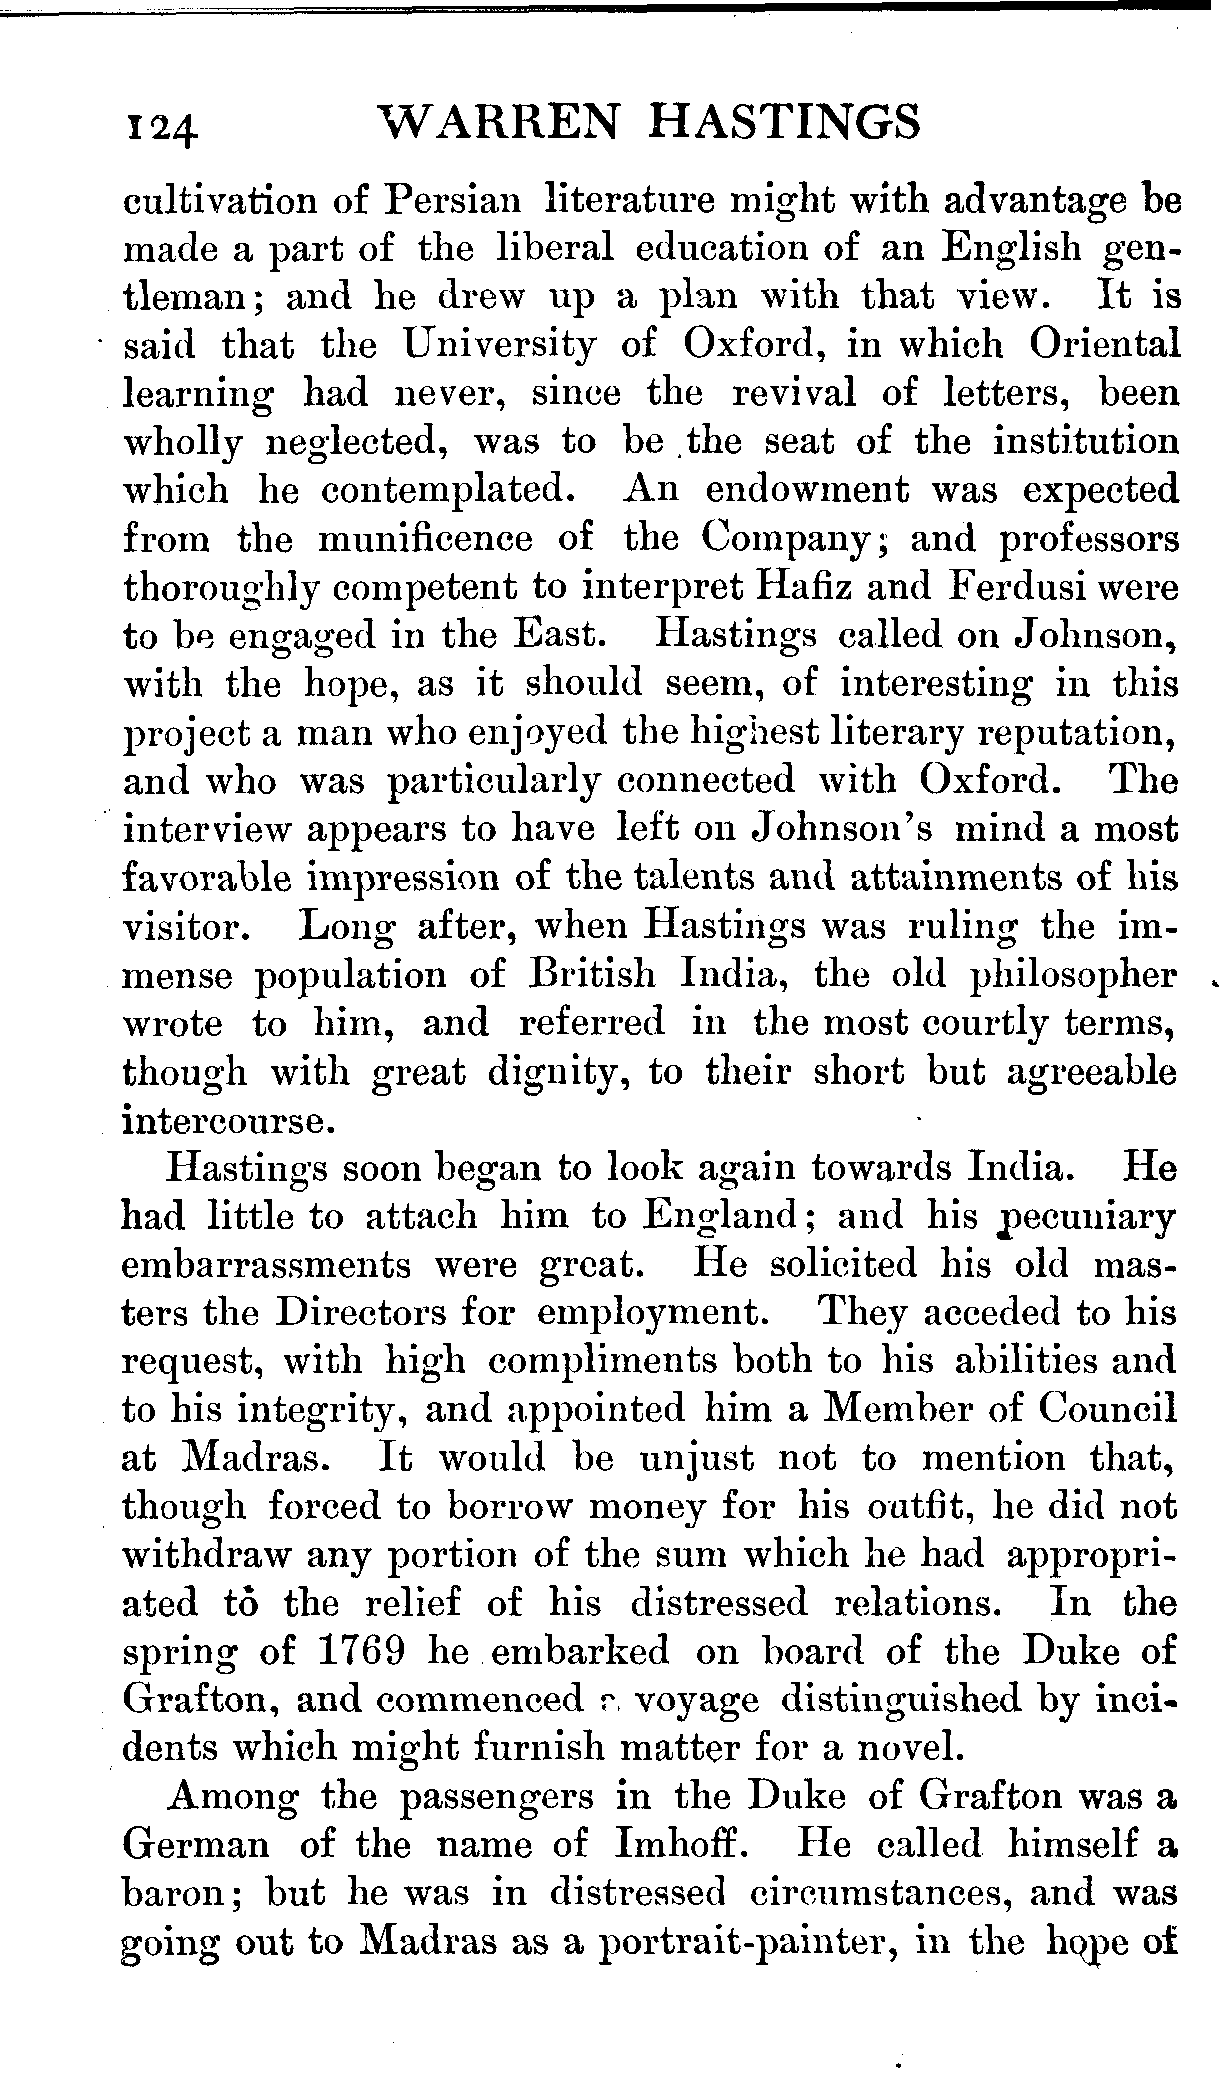 124 WARREN HASTINGS
cultivation of Persian literature might with advantage be
made a part of the liberal education of an English gen-
tleman; and he drew up a plan with that view. It is
said that the University of Oxford, in which Oriental
learning had never, since the revival of letters, been
wholly neglected, was to be the seat of the institution
which he contemplated. An endowment was expected
from the munificence of the Company; and professors
thoroughly competent to interpret Hafiz and Ferdusi were
to be engaged in the East. Hastings called on Johnson,
with the hope, as it should seem, of interesting in this
project a man who enjoyed the highest literary reputation,
and who was particularly connected with Oxford. The
interview appears to have left on Johnson's mind a most
favorable impression of the talents and attainments of his
visitor. Long after, when Hastings was ruling the im-
mense population of British India, the old philosopher
wrote to him, and referred in the most courtly terms,
though with great dignity, to their short but agreeable
intercourse.
Hastings soon began to look again towards India. He
had little to attach him to England; and his pecuniary
embarrassments were great. He solicited his old mas-
ters the Directors for employment. They acceded to his
request, with high compliments both to his abilities and
to his integrity, and appointed him a Member of Council
at Madras. It would be unjust not to mention that,
though forced to borrow money for his outfit, he did not
withdraw any portion of the sum which he had appropri-
ated to the relief of his distressed relations. In the
spring of 1769 he embarked on board of the Duke of
Grafton, and commenced a voyage distinguished by inci-
dents which might furnish matter for a novel.
Among the passengers in the Duke of Grafton was a
German of the name of Imhoff. He called himself a
baron; but he was in distressed circumstances, and was
going out to Madras as a portrait-painter, in the hope of